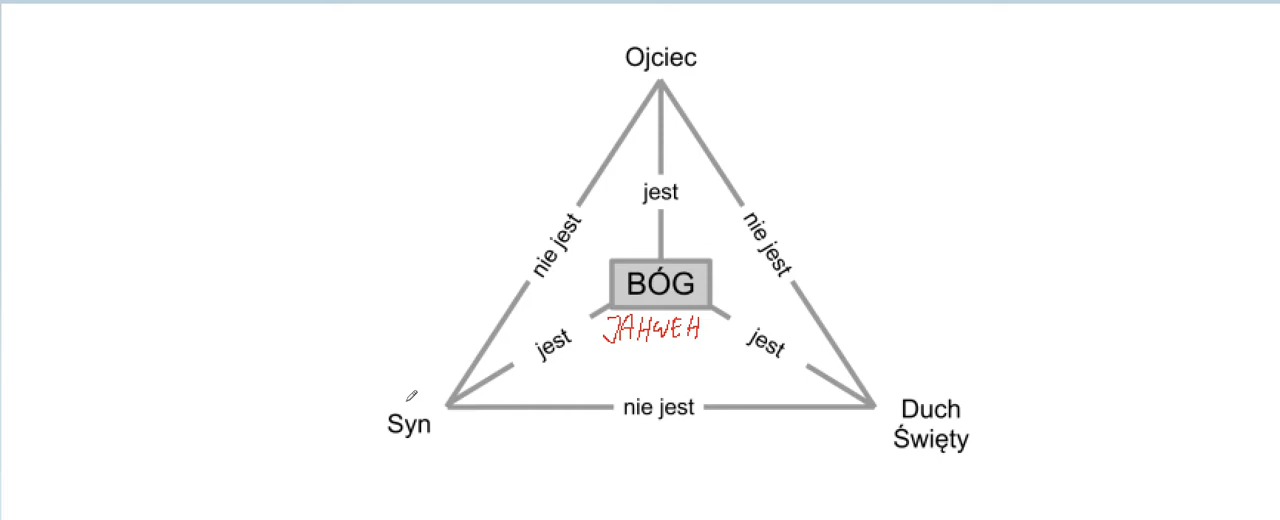 Ojciec
jest
nie jest
nie jest
BÓG
JAHWEH
jest
jest
nie jest
Syn
Duch
Święty